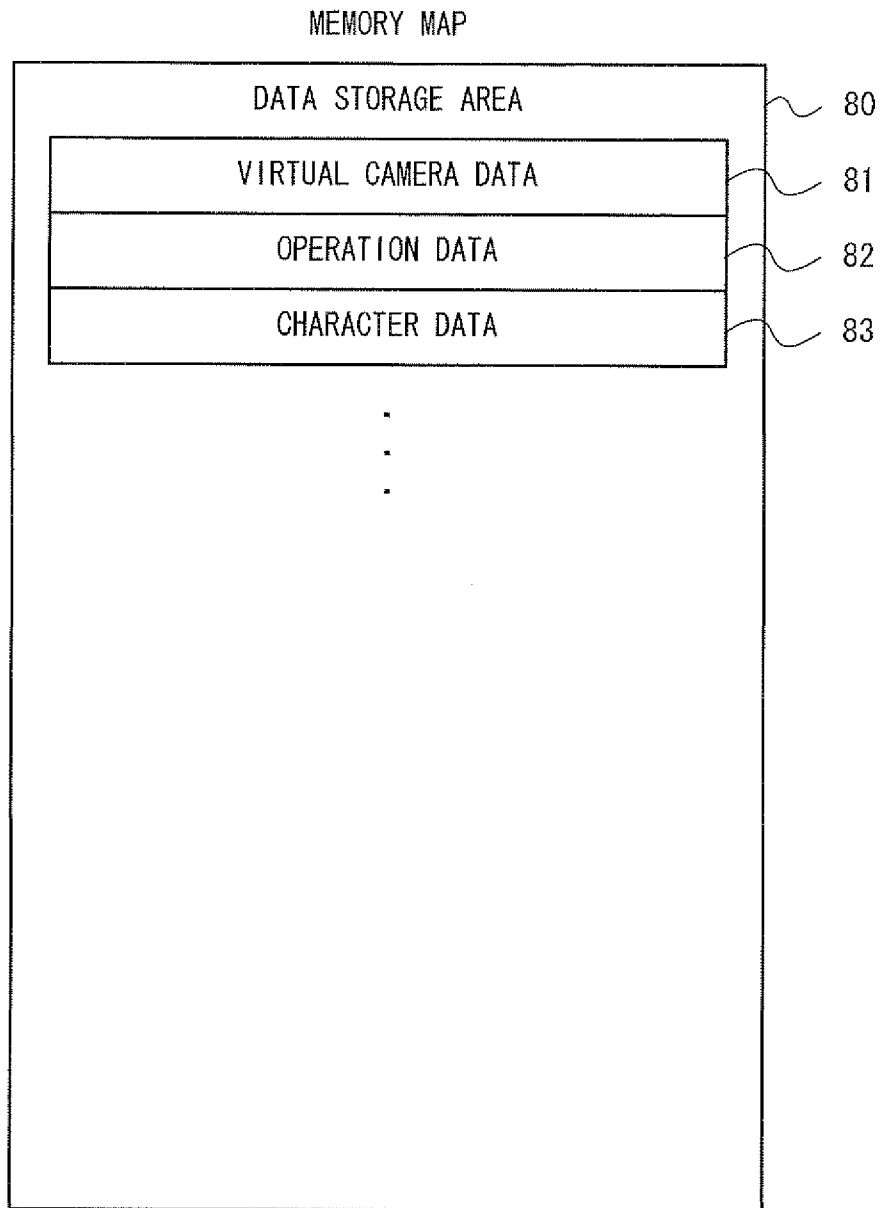 MEMORY MAP
DATA STORAGE AREA 80
VIRTUAL CAMERA DATA 81
OPERATION DATA 82
CHARACTER DATA 83